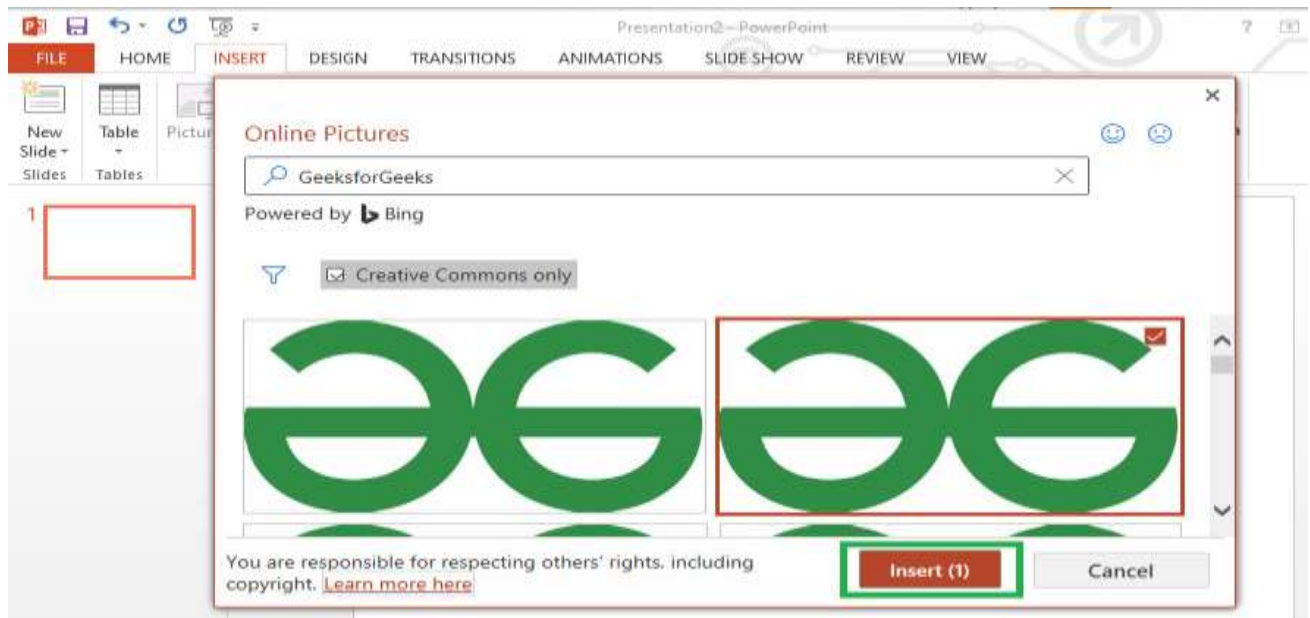 Presentation2 - PowerPoint
?
FILE HOME INSERT DESIGN TRANSITIONS ANIMATIONS SLIDE SHOW REVIEW VIEW
New Slide
Table
Pictur
Slides
Tables
1
Online Pictures
GeeksforGeeks
Powered by Bing
Creative Commons only
You are responsible for respecting others' rights, including
copyright. Learn more here
Insert (1)
Cancel